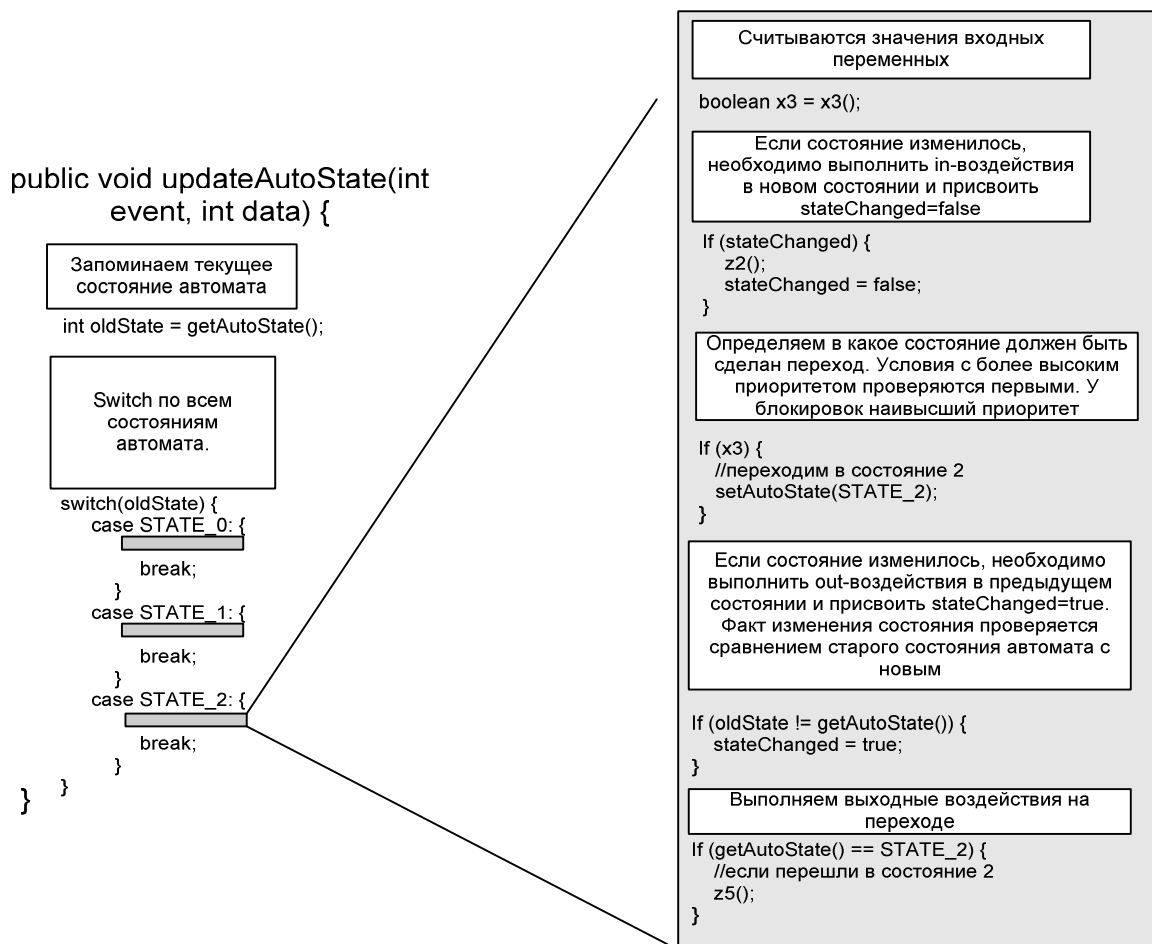 public void updateAutoState(int
event, int data) {
Запоминаем текущее
состояние автомата
int oldState = getAutoState();
Switch по всем
состояниям
автомата.
switch(oldState) {
case STATE_0: {
break;
}
case STATE_1: {
break;
}
case STATE_2: {
break;
}
}
}
Считываются значения входных
переменных
boolean x3 = x3();
Если состояние изменилось,
необходимо выполнить in-воздействия
в новом состоянии и присвоить
stateChanged=false
If (stateChanged) {
z2();
stateChanged = false;
}
Определяем в какое состояние должен быть
сделан переход. Условия с более высоким
приоритетом проверяются первыми. У
блокировок наивысший приоритет
If (x3) {
//переходим в состояние 2
setAutoState(STATE_2);
}
Если состояние изменилось, необходимо
выполнить out-воздействия в предыдущем
состоянии и присвоить stateChanged=true.
Факт изменения состояния проверяется
сравнением старого состояния автомата с
новым
If (oldState != getAutoState()) {
stateChanged = true;
}
Выполняем выходные воздействия на
переходе
If (getAutoState() == STATE_2) {
//если перешли в состояние 2
z5();
}